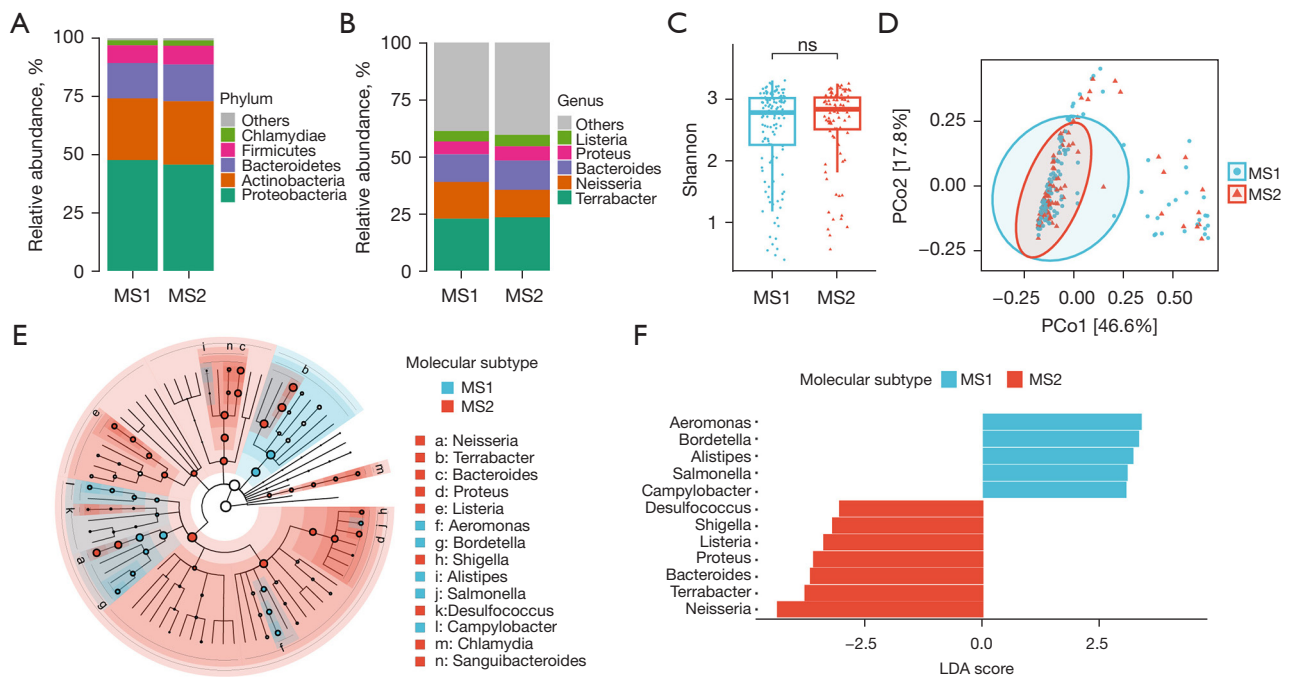 A
Relative abundance, %
100
75
50
25
0
MS1 MS2
Phylum
Others
Chlamydiae
Firmicutes
Bacteroidetes
Actinobacteria
Proteobacteria
B
Relative abundance, %
100
75
50
25
0
MS1 MS2
Genus
Others
Listeria
Proteus
Bacteroides
Neisseria
Terrabacter
C
ns
Shannon
3
2
1
MS1 MS2
D
PCo2 [17.8%]
0.25
0.00
−0.25
−0.25 0.00 0.25 0.50
PCo1 [46.6%]
MS1
MS2
E
i n c
b
e
m
l
k
a
g
f
h
f
p
Molecular subtype
MS1
MS2
a: Neisseria
b: Terrabacter
c: Bacteroides
d: Proteus
e: Listeria
f: Aeromonas
g: Bordetella
h: Shigella
i: Alistipes
j: Salmonella
k:Desulfococcus
l: Campylobacter
m: Chlamydia
n: Sanguibacteroides
F
Molecular subtype MS1 MS2
Aeromonas
Bordetella
Alistipes
Salmonella
Campylobacter
Desulfococcus
Shigella
Listeria
Proteus
Bacteroides
Terrabacter
Neisseria
−2.5 0.0 2.5
LDA score